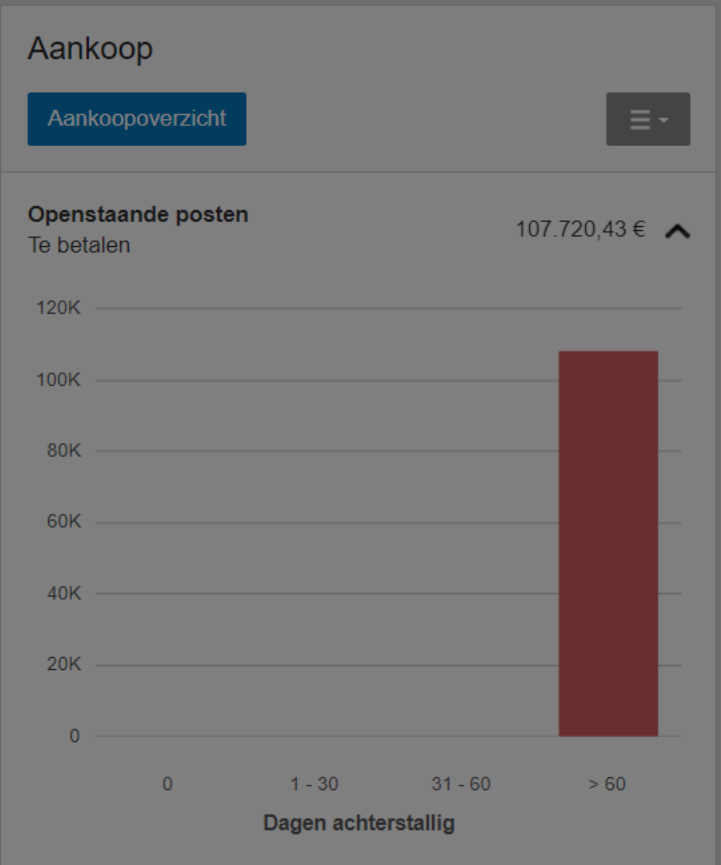 Aankoop
Aankoopoverzicht
Openstaande posten
107.720,43 €
Te betalen
120K
100K
80K
60K
40K
20K
0
0 1 - 30 31 - 60 > 60
Dagen achterstallig